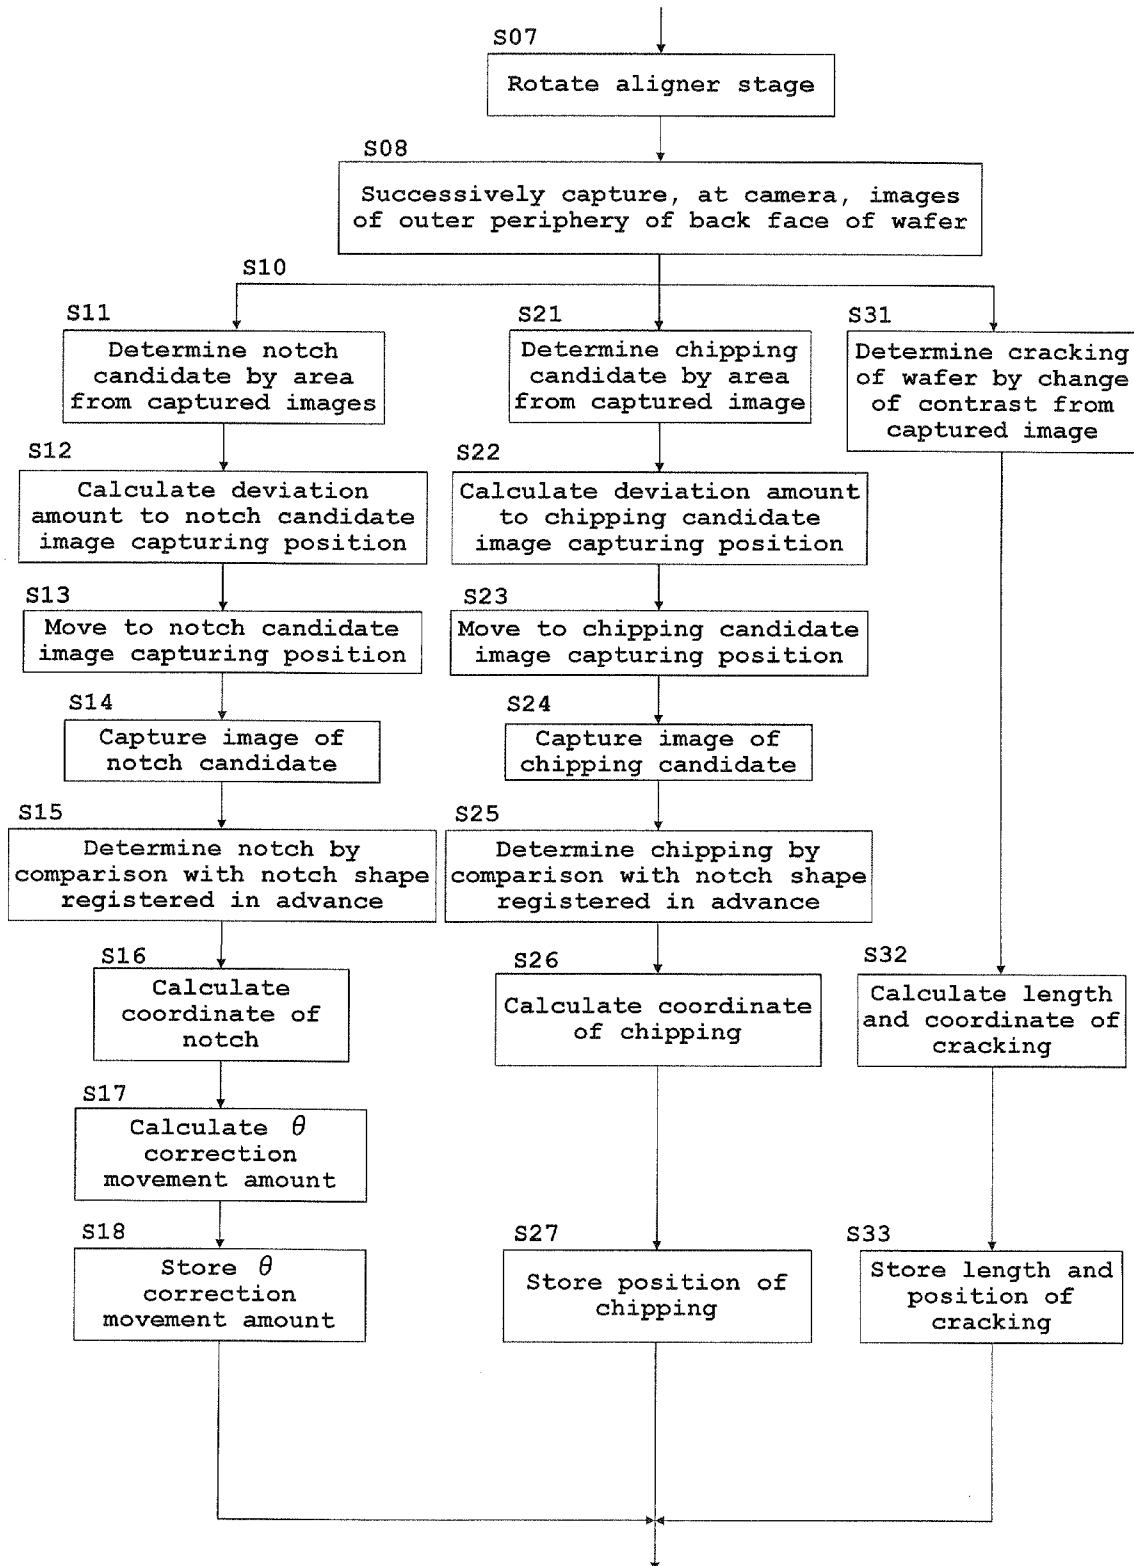 S07
Rotate aligner stage
S08
Successively capture, at camera, images
of outer periphery of back face of wafer
S10
S11
Determine notch
candidate by area
from captured images
S12
Calculate deviation
amount to notch candidate
image capturing position
S13
Move to notch candidate
image capturing position
S14
Capture image of
notch candidate
S15
Determine notch by
comparison with notch shape
registered in advance
S16
Calculate
coordinate of
notch
S17
Calculate θ
correction
movement amount
S18
Store θ
correction
movement amount
S21
Determine chipping
candidate by area
from captured image
S22
Calculate deviation amount
to chipping candidate
image capturing position
S23
Move to chipping candidate
image capturing position
S24
Capture image of
chipping candidate
S25
Determine chipping by
comparison with notch shape
registered in advance
S26
Calculate coordinate
of chipping
S27
Store position of
chipping
S31
Determine cracking
of wafer by change
of contrast from
captured image
S32
Calculate length
and coordinate of
cracking
S33
Store length and
position of
cracking